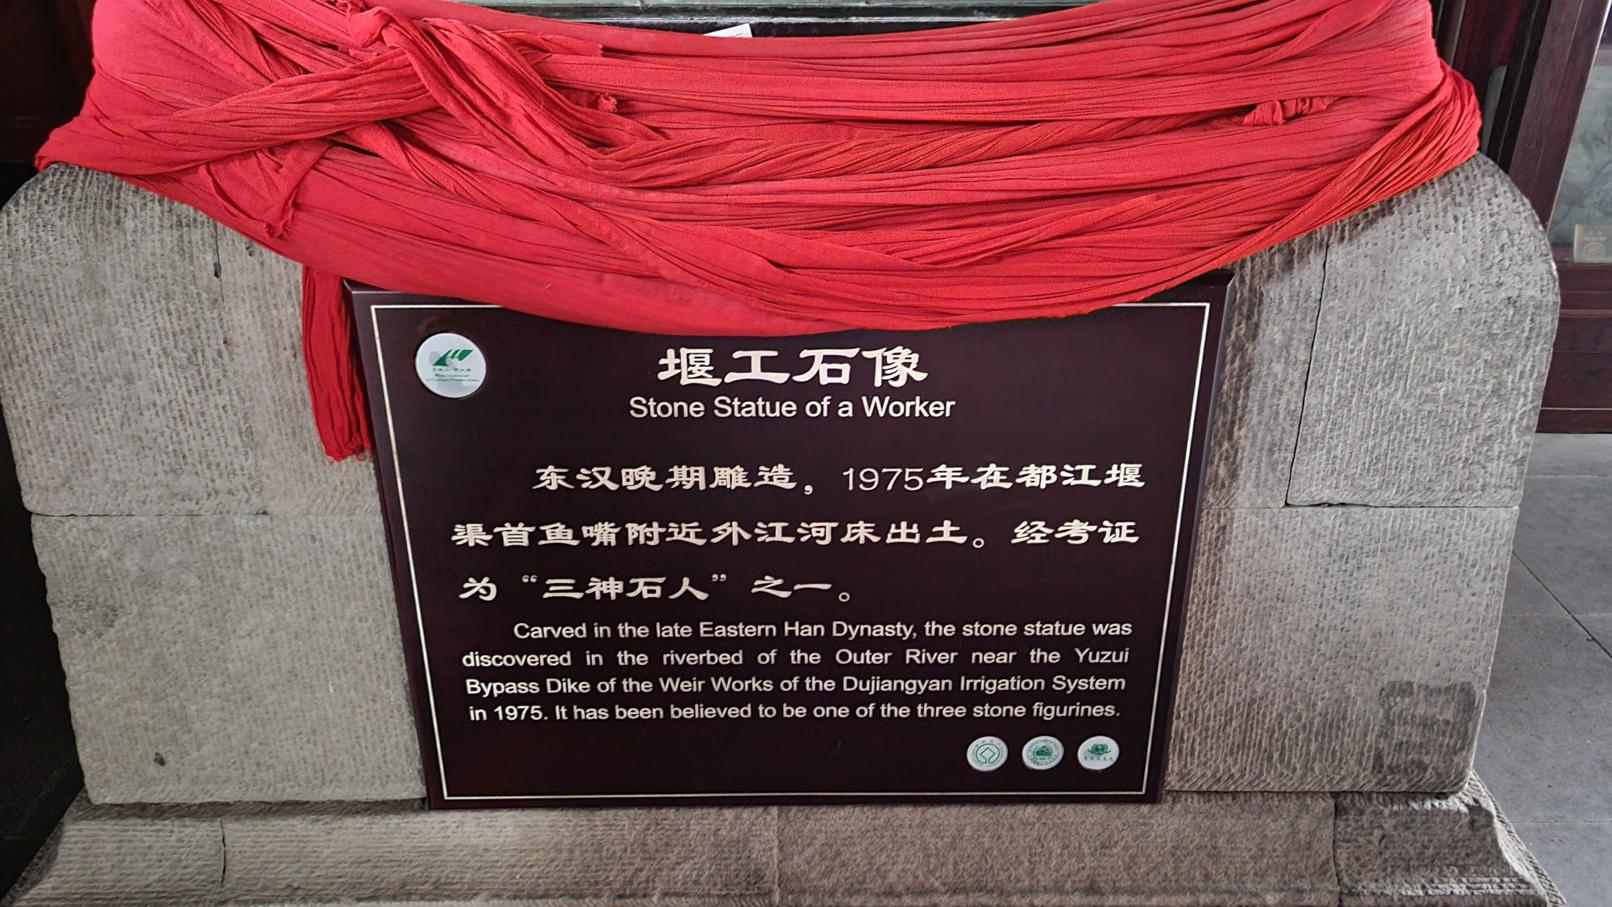 堰工石像
Stone Statue of a Worker
东汉晚期雕造，1975年在都江堰
渠首鱼嘴附近外江河床出土。经考证
为“三神石人”之一。
Carved in the late Eastern Han Dynasty, the stone statue was
discovered in the riverbed of the Outer River near the Yuzui
Bypass Dike of the Weir Works of the Dujiangyan Irrigation System
in 1975. It has been believed to be one of the three stone figurines.
AAAAA